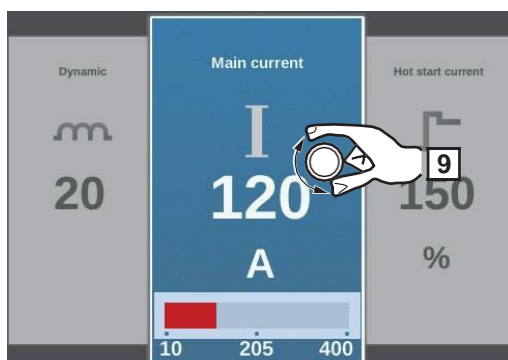 Dynamic
20
Main current
I
120
A
10 205 400
Hot start current
150
%
9